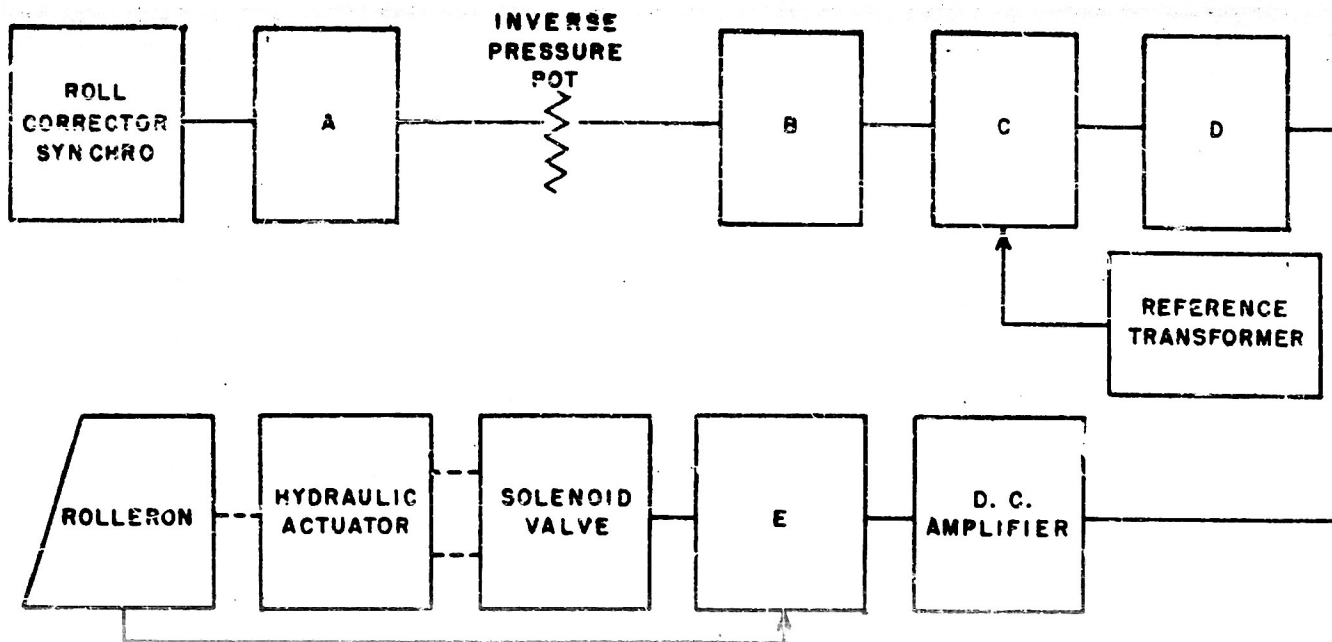 INVERSE
PRESSURE
POT
ROLL
CORRECTOR
SYNCHRO
A
B
C
D
REFERENCE
TRANSFORMER
ROLLERON
HYDRAULIC
ACTUATOR
SOLENOID
VALVE
E
D. C.
AMPLIFIER